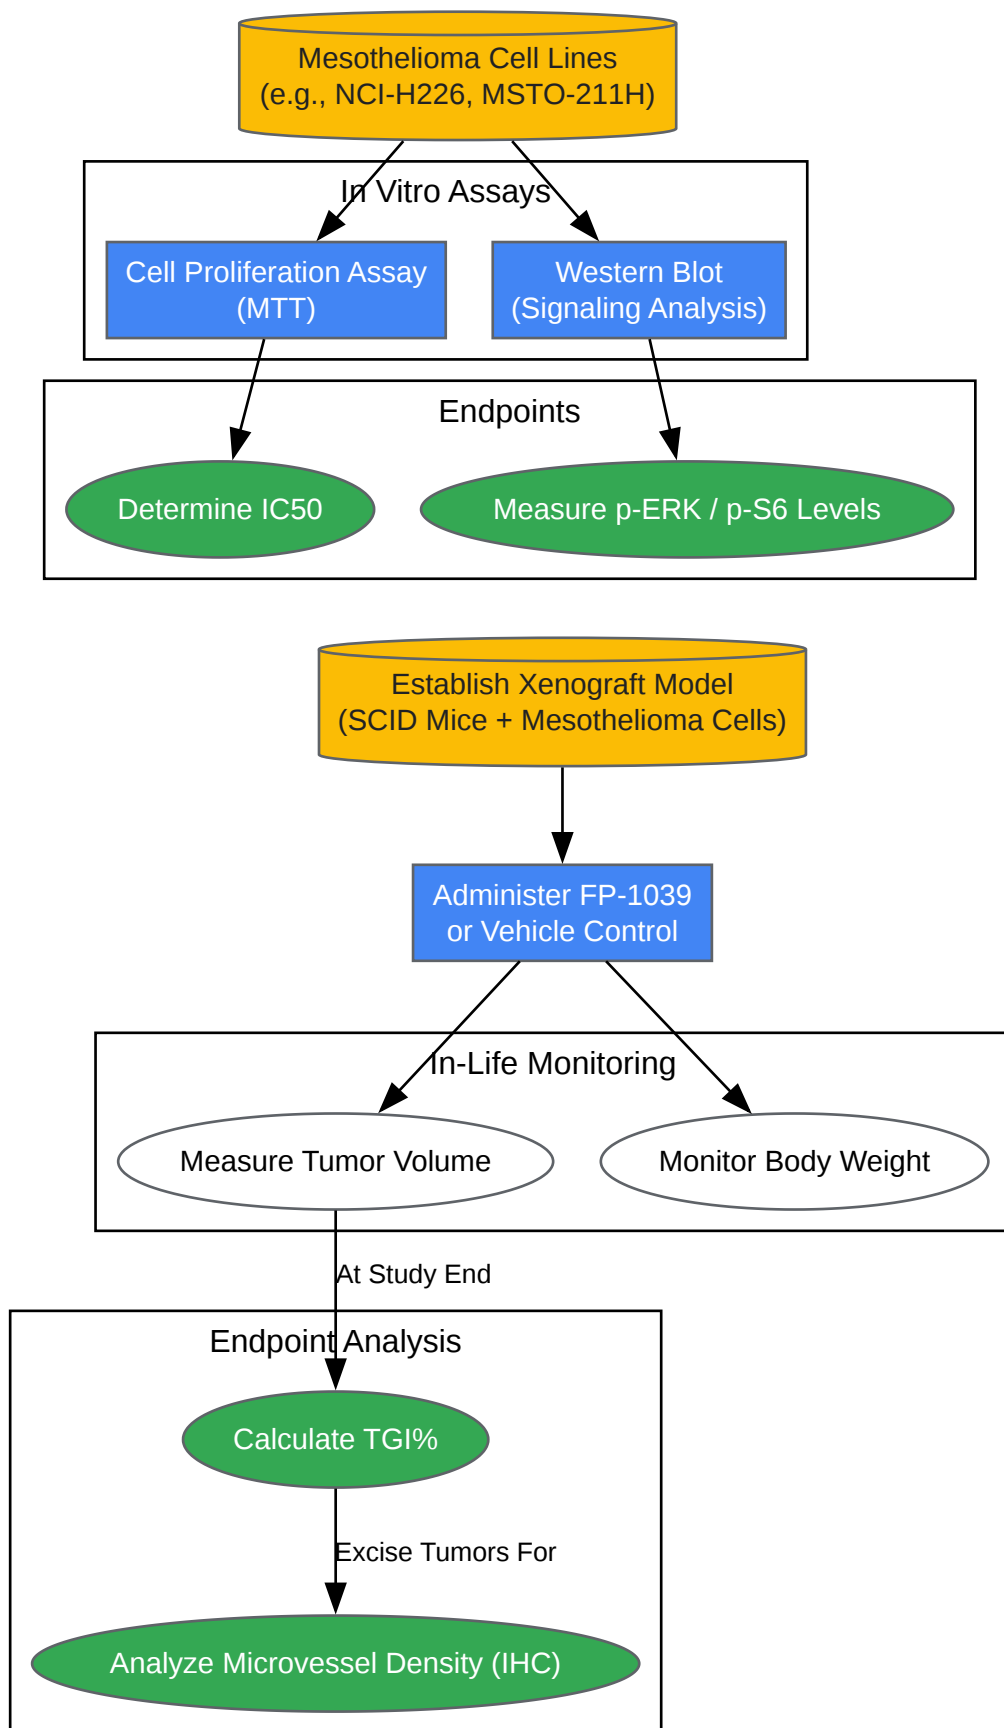 Mesothelioma Cell Lines
(e.g., NCI-H226, MSTO-211H)
In Vitro Assays
Cell Proliferation Assay
(MTT)
Western Blot
(Signaling Analysis)
Endpoints
Determine IC50
Measure p-ERK / p-S6 Levels
Establish Xenograft Model
(SCID Mice + Mesothelioma Cells)
Administer FP-1039
or Vehicle Control
In-Life Monitoring
Measure Tumor Volume
Monitor Body Weight
At Study End
Endpoint Analysis
Calculate TGI%
Excise Tumors For
Analyze Microvessel Density (IHC)